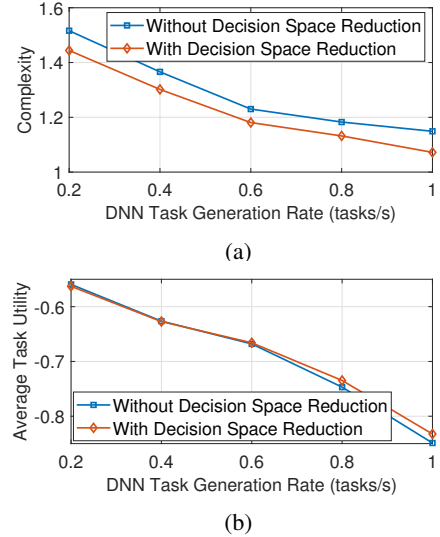 1.6
1.4
1.2
1
Complexity
Without Decision Space Reduction
With Decision Space Reduction
0.2 0.4 0.6 0.8 1
DNN Task Generation Rate (tasks/s)
(a)
-0.6
-0.7
-0.8
Average Task Utility
Without Decision Space Reduction
With Decision Space Reduction
0.2 0.4 0.6 0.8 1
DNN Task Generation Rate (tasks/s)
(b)